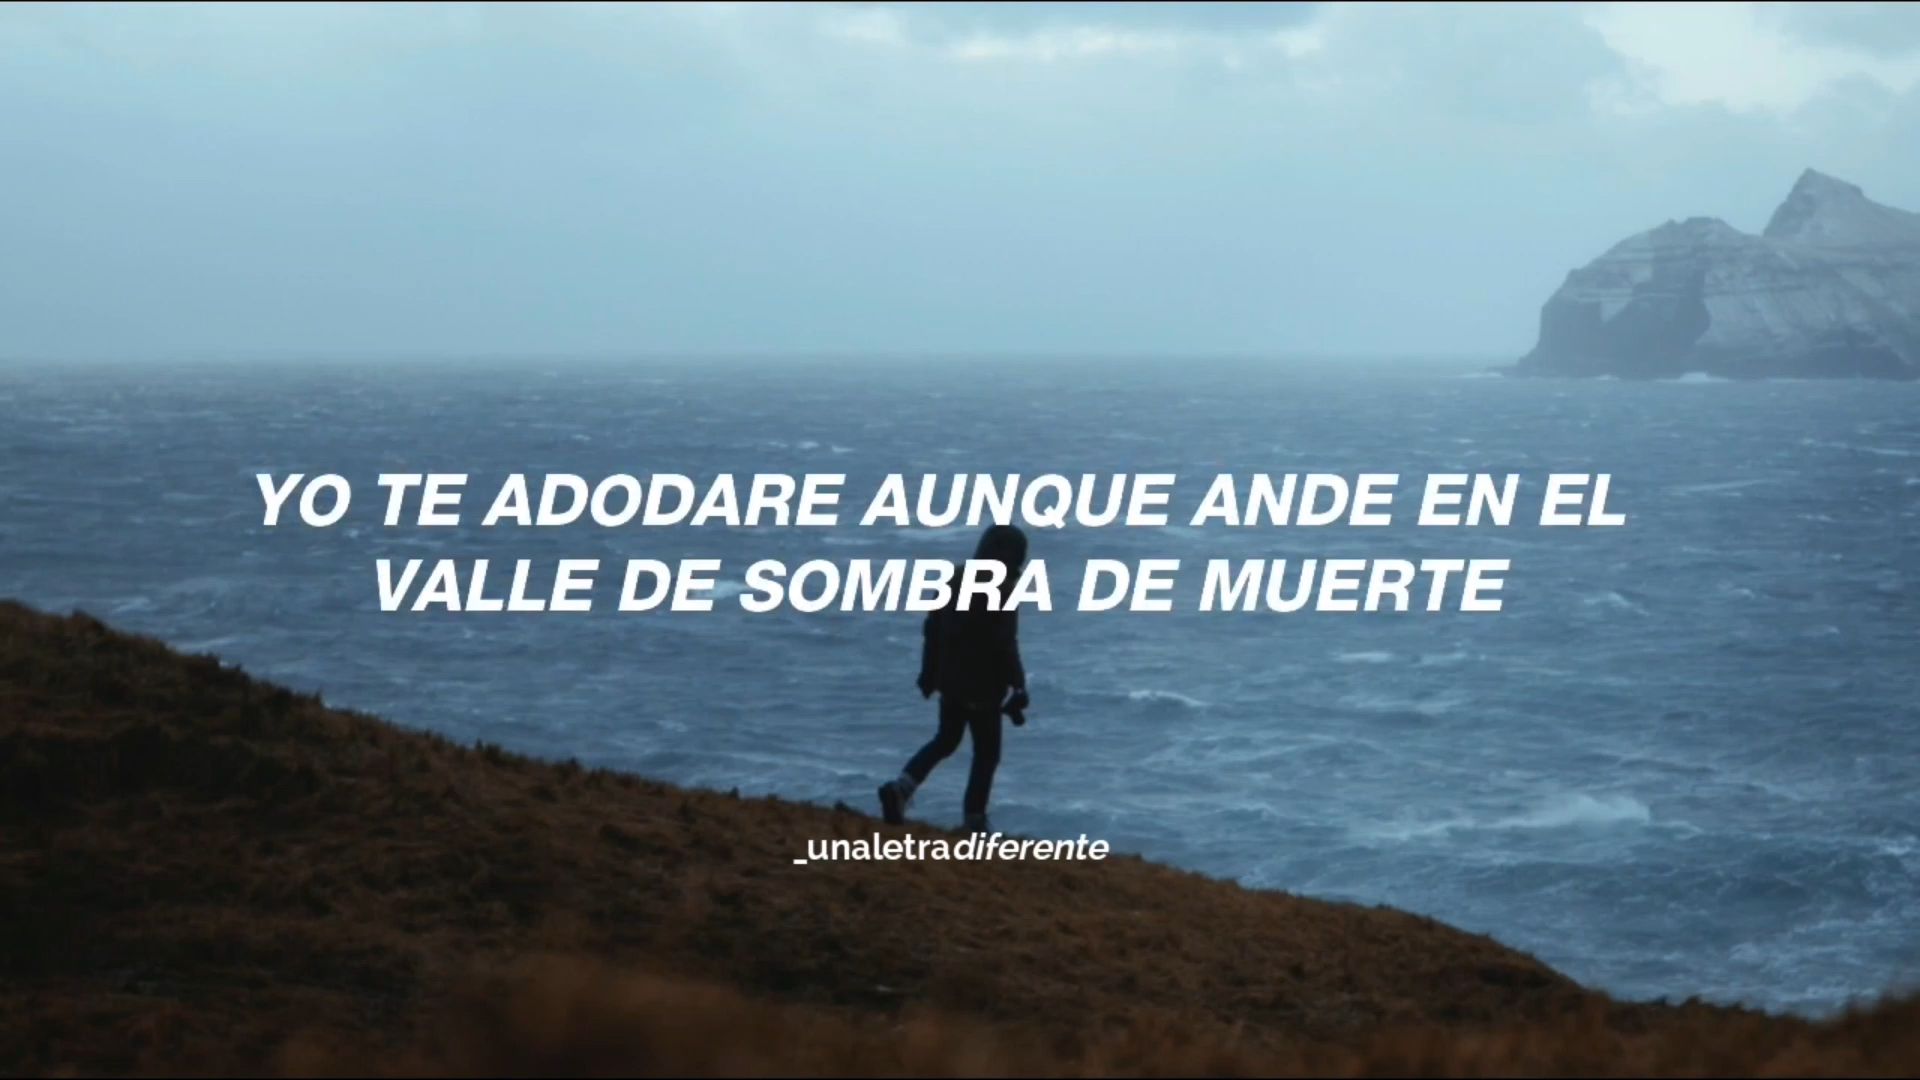 YO TE ADODARE AUNQUE ANDE EN EL
VALLE DE SOMBRA DE MUERTE
_unaletradiferente